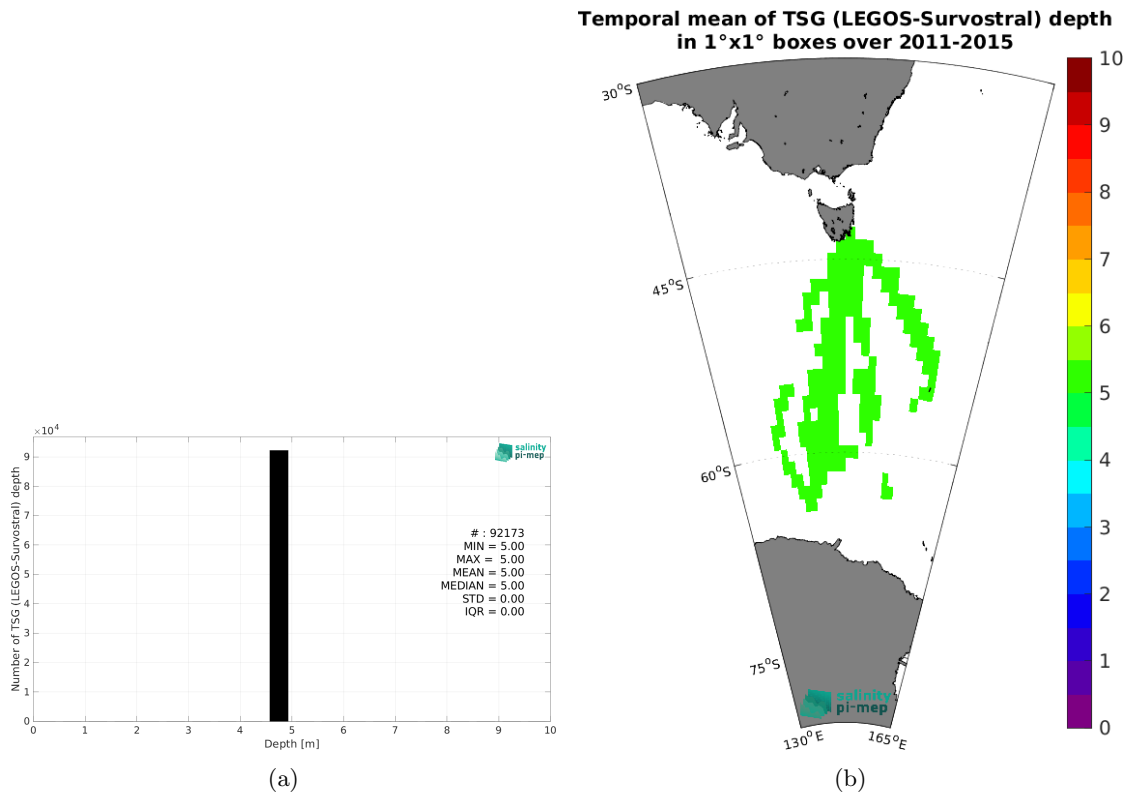 Temporal mean of TSG (LEGOS-Survostral) depth
in 1°x1° boxes over 2011-2015
×10⁴
9
8
7
6
5
4
3
2
1
0
Number of TSG (LEGOS-Survostral) depth
salinity
pi-mep
# : 92173
MIN = 5.00
MAX = 5.00
MEAN = 5.00
MEDIAN = 5.00
STD = 0.00
IQR = 0.00
0 1 2 3 4 5 6 7 8 9 10
Depth [m]
(a)
30°S
45°S
60°S
75°S
130°E
165°E
salinity
pi-mep
10
9
8
7
6
5
4
3
2
1
0
(b)